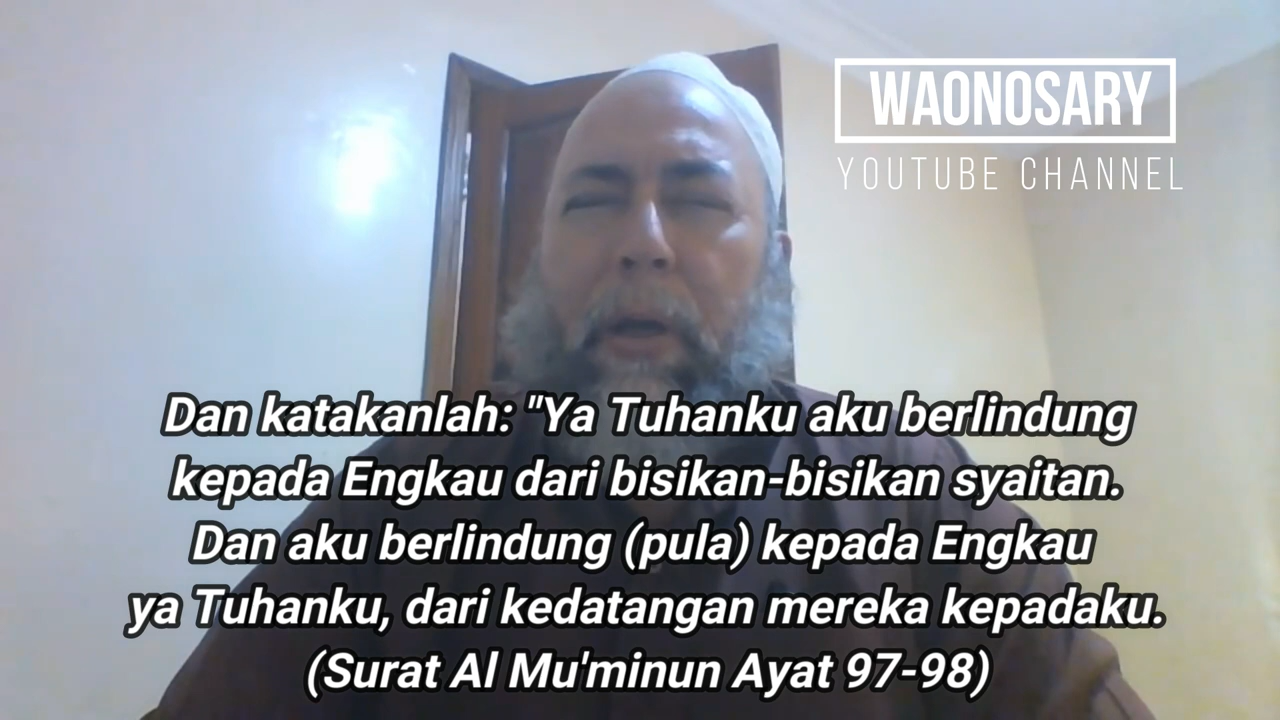 WAONOSARY
YOUTUBE CHANNEL
Dan katakanlah: "Ya Tuhanku aku berlindung
kepada Engkau dari bisikan-bisikan syaitan.
Dan aku berlindung (pula) kepada Engkau
ya Tuhanku, dari kedatangan mereka kepadaku.
(Surat Al Mu'minun Ayat 97-98)